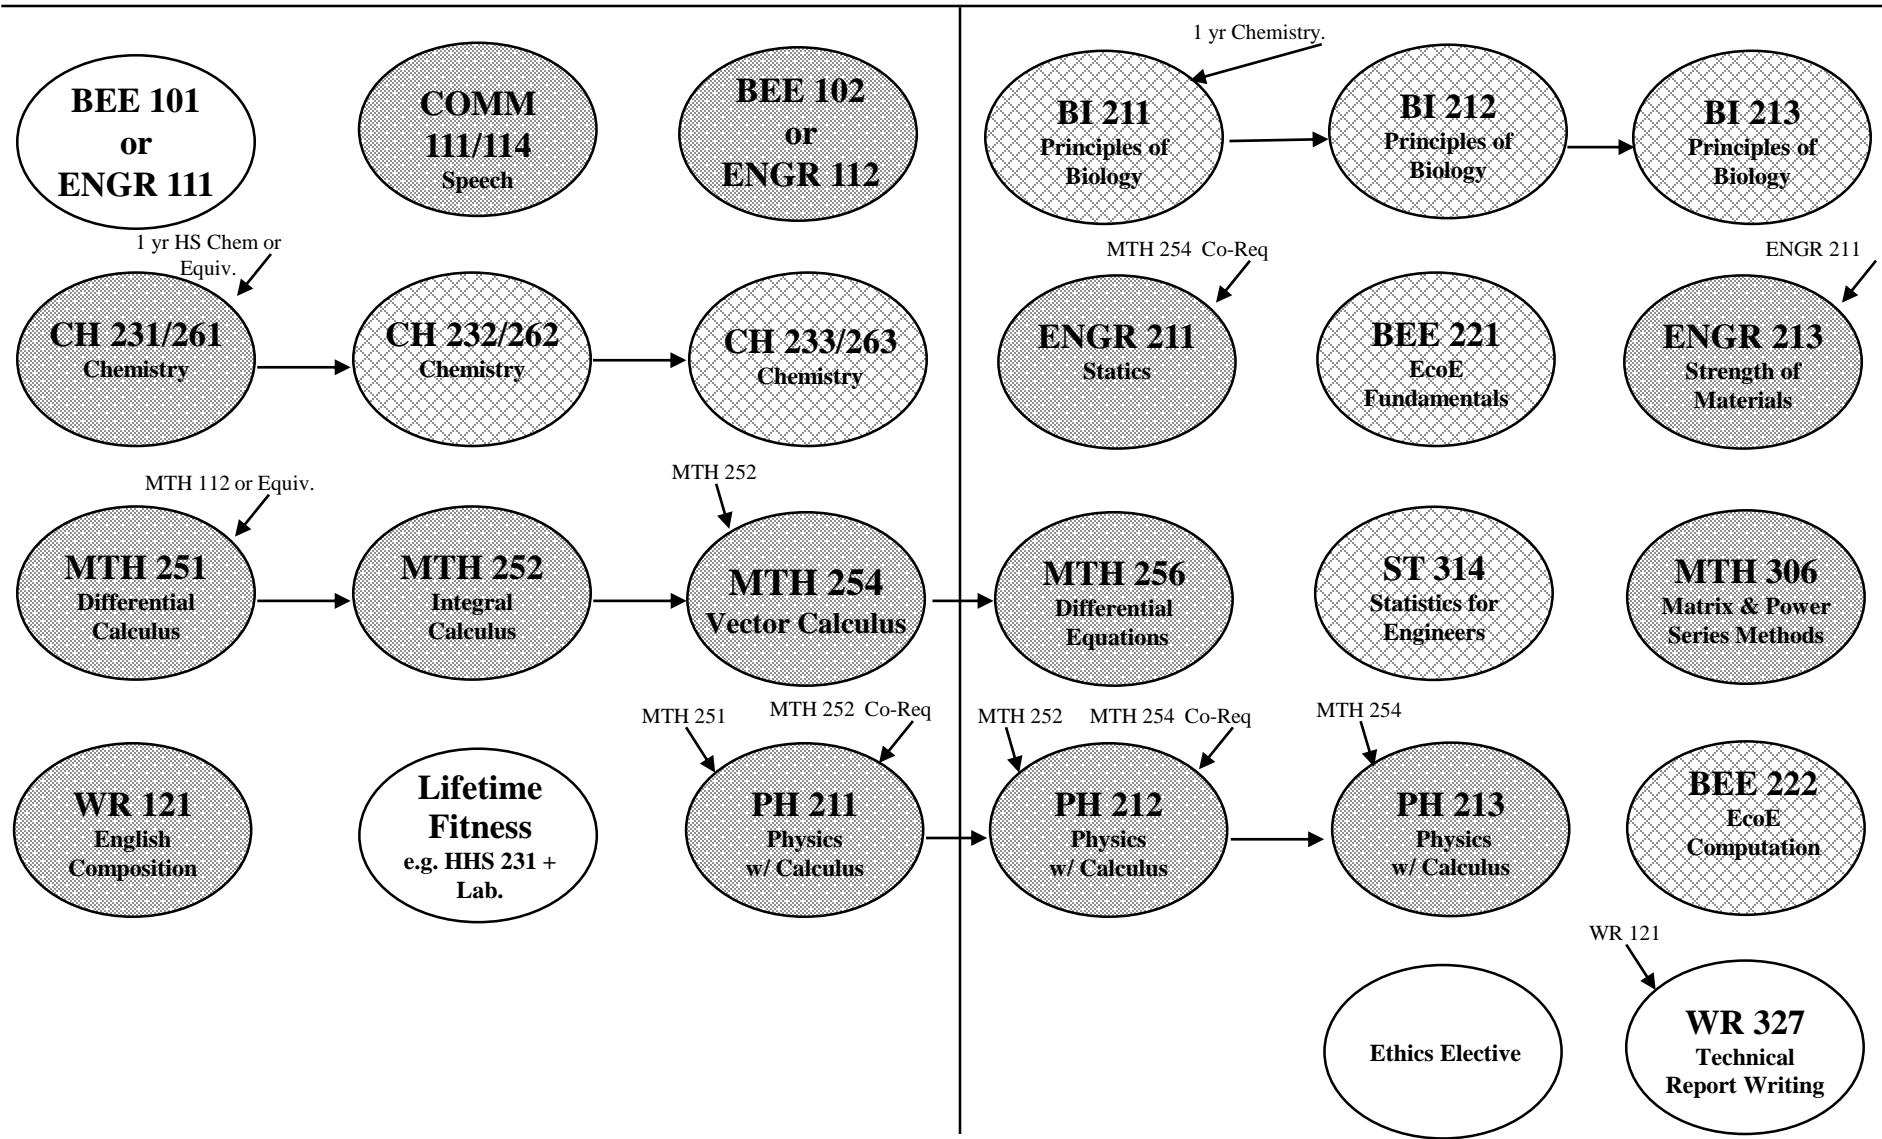 1 yr Chemistry.
BEE 101
or
ENGR 111
COMM
111/114
Speech
BEE 102
or
ENGR 112
BI 211
Principles of
Biology
BI 212
Principles of
Biology
BI 213
Principles of
Biology
1 yr HS Chem or
Equiv.
MTH 254 Co-Req
ENGR 211
CH 231/261
Chemistry
CH 232/262
Chemistry
CH 233/263
Chemistry
ENGR 211
Statics
BEE 221
EcoE
Fundamentals
ENGR 213
Strength of
Materials
MTH 112 or Equiv.
MTH 252
MTH 251
Differential
Calculus
MTH 252
Integral
Calculus
MTH 254
Vector Calculus
MTH 256
Differential
Equations
ST 314
Statistics for
Engineers
MTH 306
Matrix & Power
Series Methods
MTH 251
MTH 252 Co-Req
MTH 252
MTH 254 Co-Req
MTH 254
WR 121
English
Composition
Lifetime
Fitness
e.g. HHS 231 +
Lab.
PH 211
Physics
w/ Calculus
PH 212
Physics
w/ Calculus
PH 213
Physics
w/ Calculus
BEE 222
EcoE
Computation
WR 121
Ethics Elective
WR 327
Technical
Report Writing